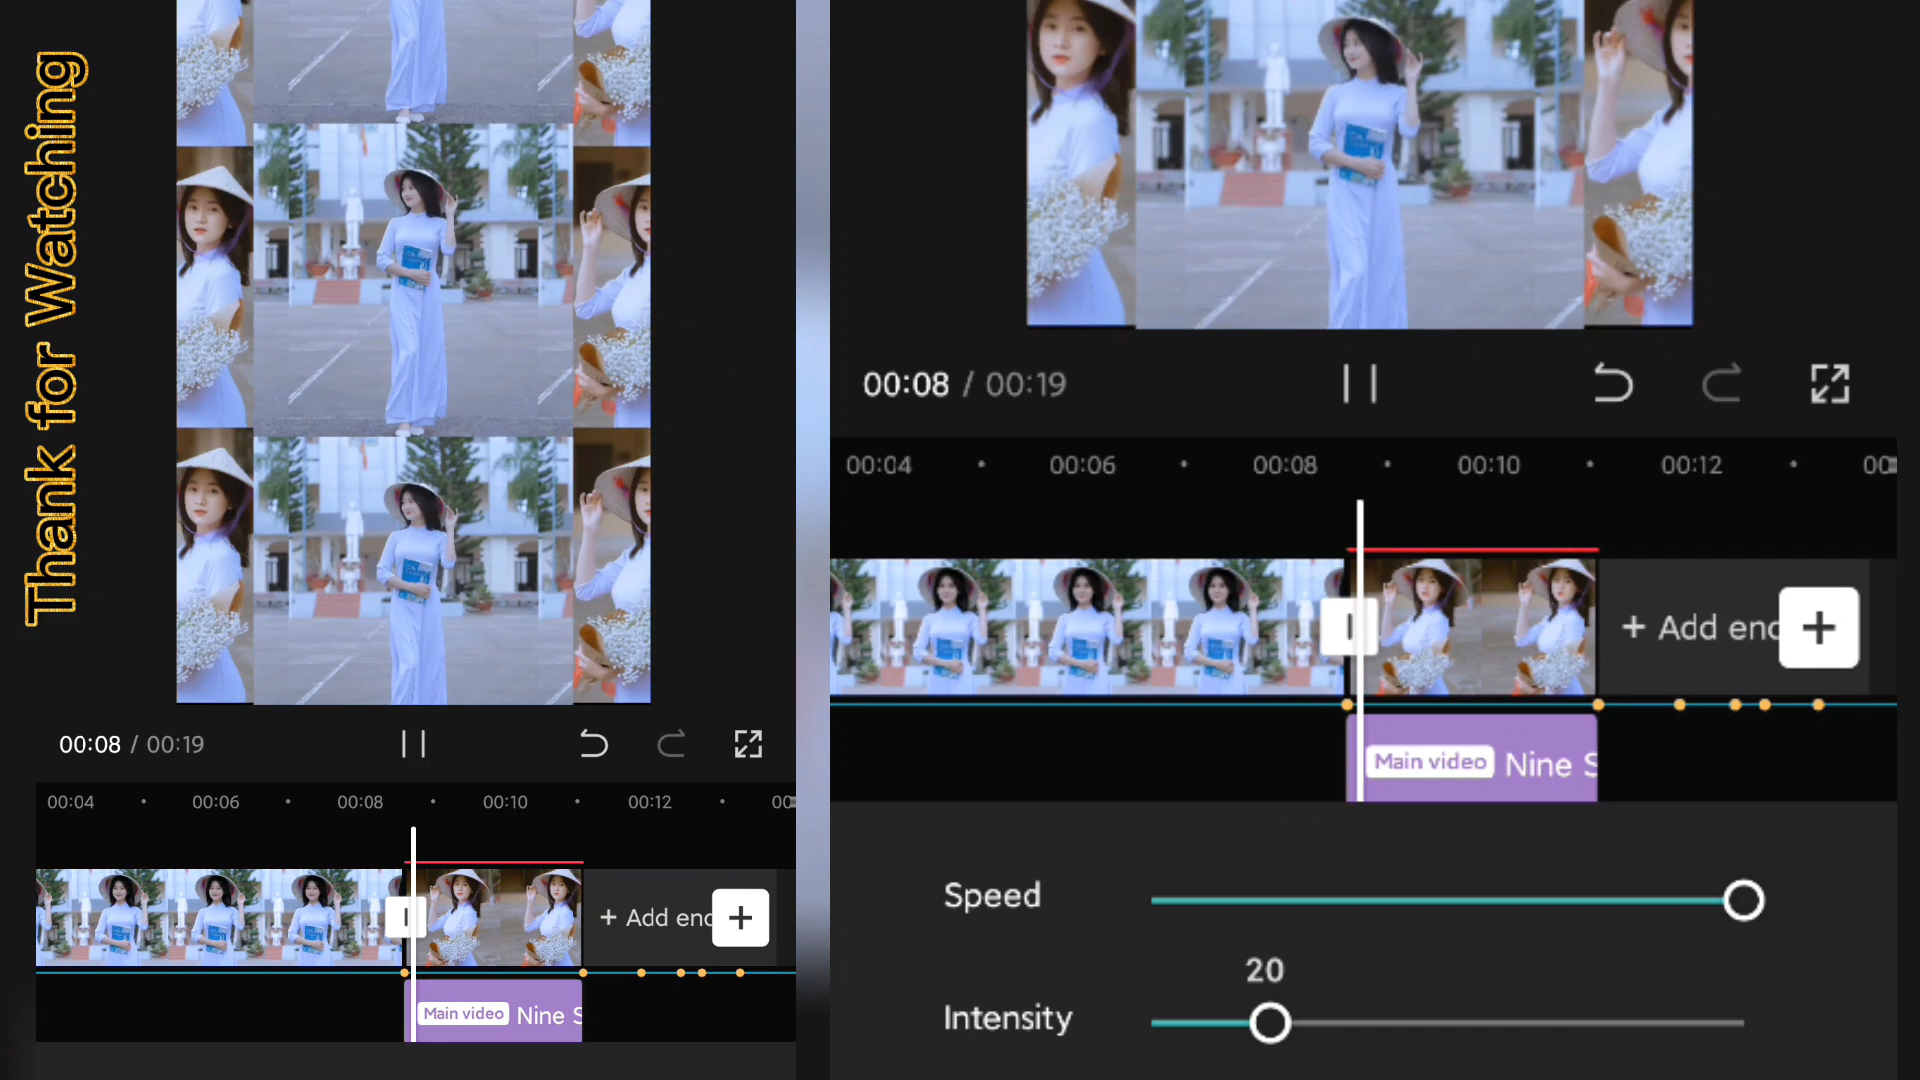 Thank for Watching
00:08 / 00:19
00:04 00:06 00:08 00:10 00:12 00
+ Add end
Main video Nine S
00:08 / 00:19
00:04 00:06 00:08 00:10 00:12 00
+ Add end
Main video Nine S
Speed
20
Intensity